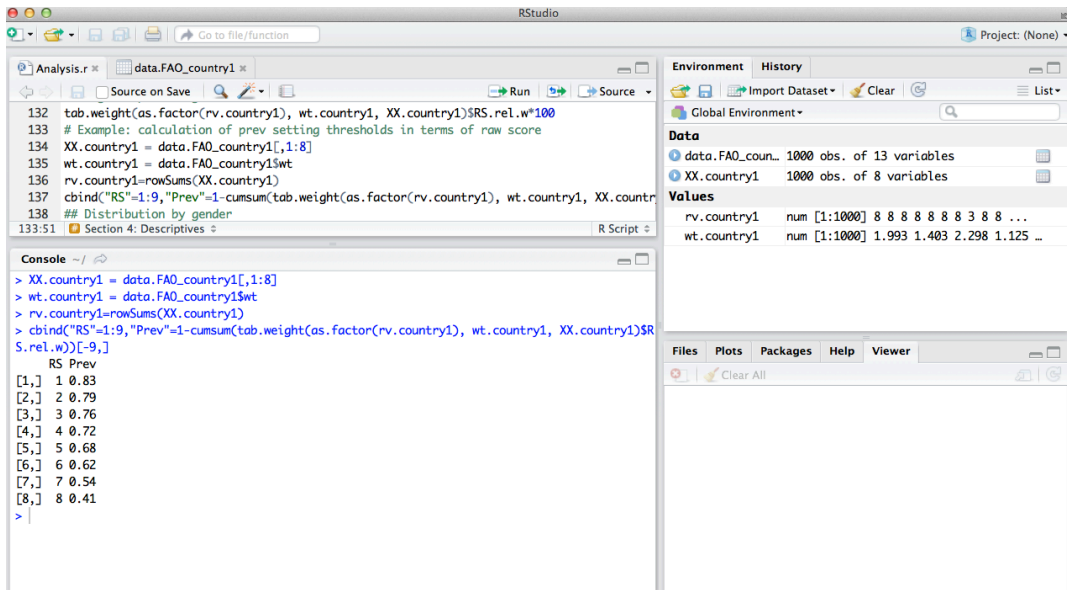 RStudio
Go to file/function
Project: (None)
Analysis.r
data.FAO_country1
Source on Save
Run
Source
132 tab.weight(as.factor(rv.country1), wt.country1, XX.country1)$RS.rel.w*100
133 # Example: calculation of prev setting thresholds in terms of raw score
134 XX.country1 = data.FAO_country1[,1:8]
135 wt.country1 = data.FAO_country1$wt
136 rv.country1=rowSums(XX.country1)
137 cbind("RS"=1:9,"Prev"=1-cumsum(tab.weight(as.factor(rv.country1), wt.country1, XX.countr
138 ## Distribution by gender
133:51 Section 4: Descriptives R Script
Console ~/
> XX.country1 = data.FAO_country1[,1:8]
> wt.country1 = data.FAO_country1$wt
> rv.country1=rowSums(XX.country1)
> cbind("RS"=1:9,"Prev"=1-cumsum(tab.weight(as.factor(rv.country1), wt.country1, XX.country1)$R
S.rel.w))[-9,]
RS Prev
[1,] 1 0.83
[2,] 2 0.79
[3,] 3 0.76
[4,] 4 0.72
[5,] 5 0.68
[6,] 6 0.62
[7,] 7 0.54
[8,] 8 0.41
>
Environment History
Import Dataset Clear List
Global Environment
Data
data.FAO_coun… 1000 obs. of 13 variables
XX.country1 1000 obs. of 8 variables
Values
rv.country1 num [1:1000] 8 8 8 8 8 8 8 3 8 8 ...
wt.country1 num [1:1000] 1.993 1.403 2.298 1.125 …
Files Plots Packages Help Viewer
Clear All